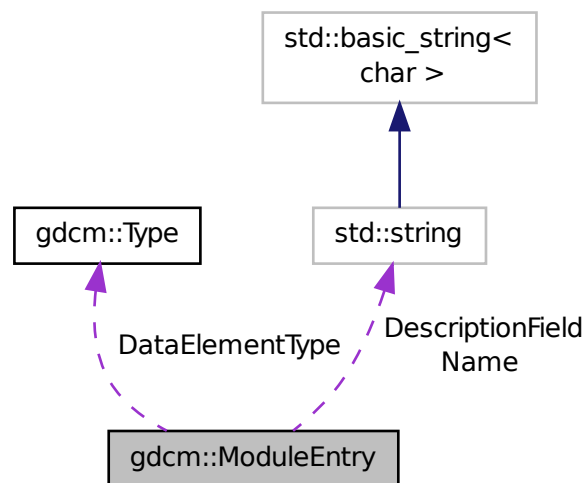 std::basic_string<
char >
gdcm::Type
std::string
DataElementType
DescriptionField
Name
gdcm::ModuleEntry